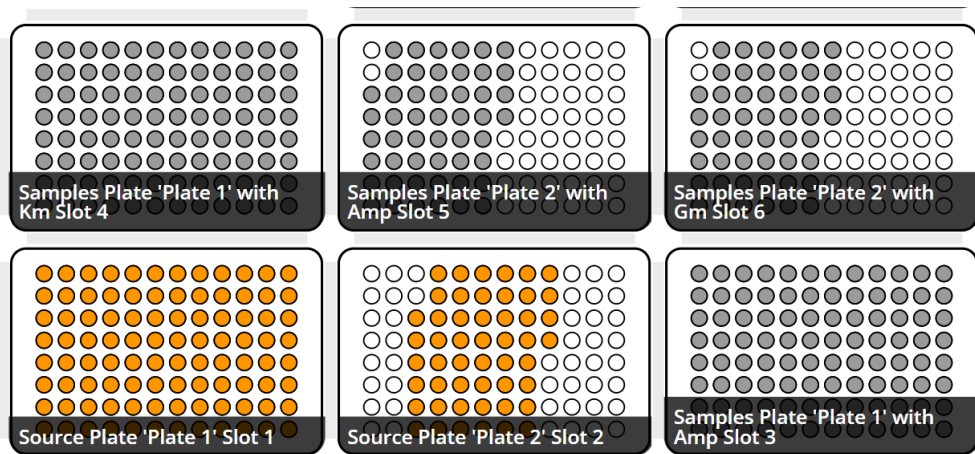 Samples Plate 'Plate 1' with
Km Slot 4
Samples Plate 'Plate 2' with
Amp Slot 5
Samples Plate 'Plate 2' with
Gm Slot 6
Source Plate 'Plate 1' Slot 1
Source Plate 'Plate 2' Slot 2
Samples Plate 'Plate 1' with
Amp Slot 3